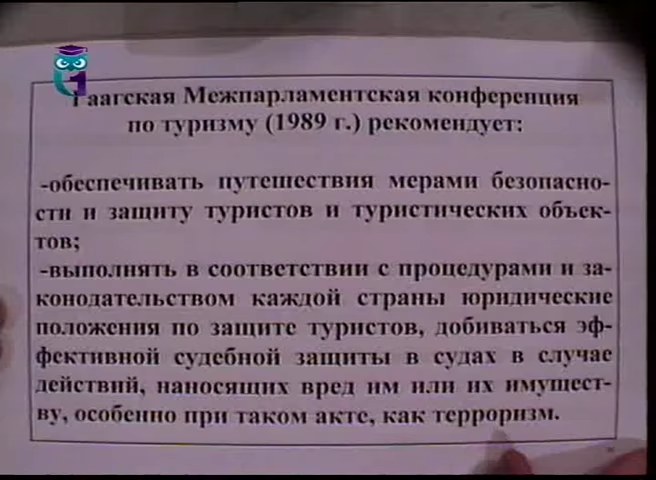 Гаагская Межпарламентская конференция
по туризму (1989 г.) рекомендует:
-обеспечивать путешествия мерами безопасно-
сти и защиту туристов и туристических объек-
тов;
-выполнять в соответствии с процедурами и за-
конодательством каждой страны юридические
положения по защите туристов, добиваться эф-
фективной судебной защиты в судах в случае
действий, наносящих вред им или их имущест-
ву, особенно при таком акте, как терроризм.